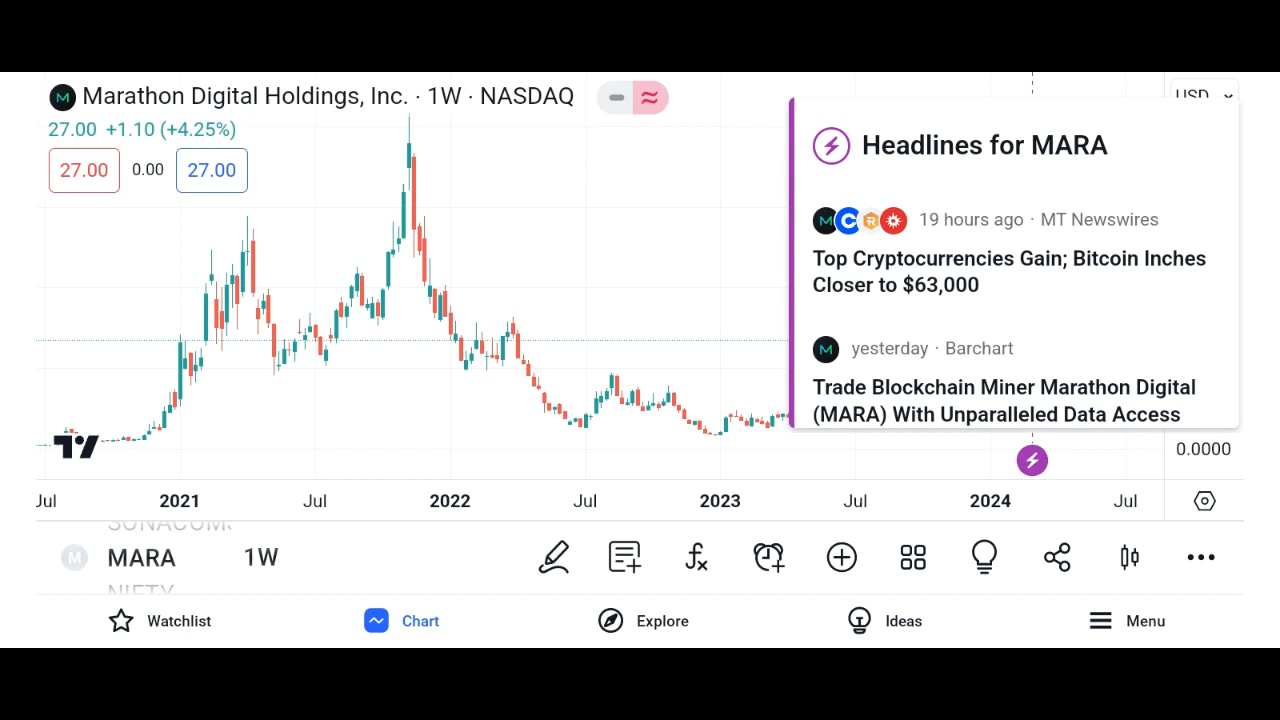 Marathon Digital Holdings, Inc. · 1W · NASDAQ
27.00 +1.10 (+4.25%)
27.00 0.00 27.00
USD
Headlines for MARA
19 hours ago · MT Newswires
Top Cryptocurrencies Gain; Bitcoin Inches
Closer to $63,000
yesterday · Barchart
Trade Blockchain Miner Marathon Digital
(MARA) With Unparalleled Data Access
0.0000
Jul 2021 Jul 2022 Jul 2023 Jul 2024 Jul
MARA 1W
NIFTY
Watchlist Chart Explore Ideas Menu